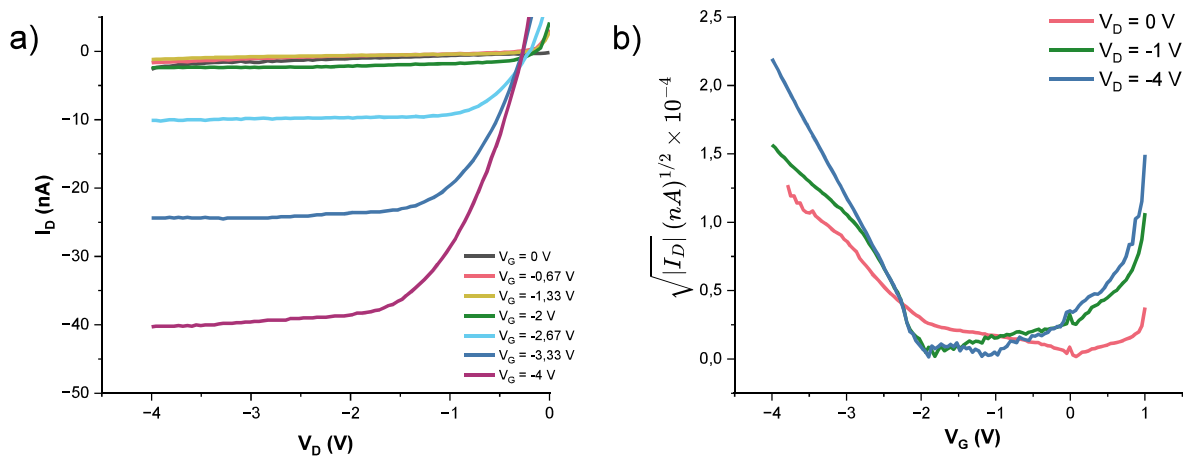 a)
0
−10
−20
−30
−40
−50
I_D (nA)
−4
−3
−2
−1
0
V_D (V)
V_G = 0 V
V_G = -0,67 V
V_G = -1,33 V
V_G = -2 V
V_G = -2,67 V
V_G = -3,33 V
V_G = -4 V
b)
2,5
2,0
1,5
1,0
0,5
0,0
√|I_D| (nA)^{1/2} × 10^{−4}
−4
−3
−2
−1
0
1
V_G (V)
V_D = 0 V
V_D = -1 V
V_D = -4 V